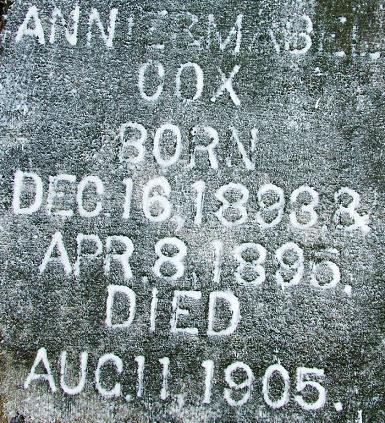 ANNIE & MABEL
COX
BORN
DEC. 16, 1893 &
APR. 8, 1895.
DIED
AUG. 11, 1905.